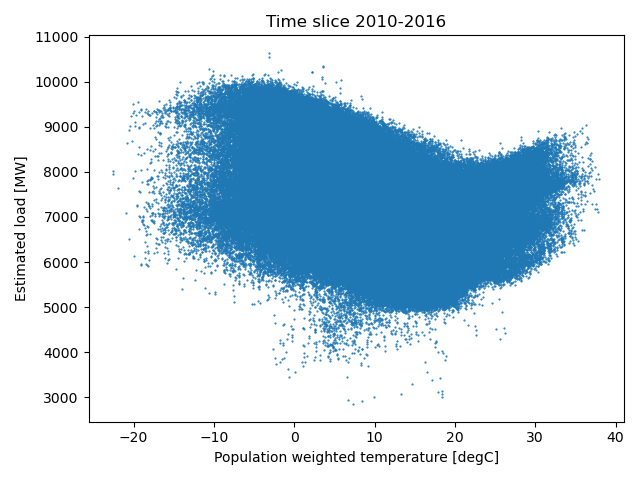 Time slice 2010-2016
11000
10000
9000
8000
7000
6000
5000
4000
3000
Estimated load [MW]
−20 −10 0 10 20 30 40
Population weighted temperature [degC]